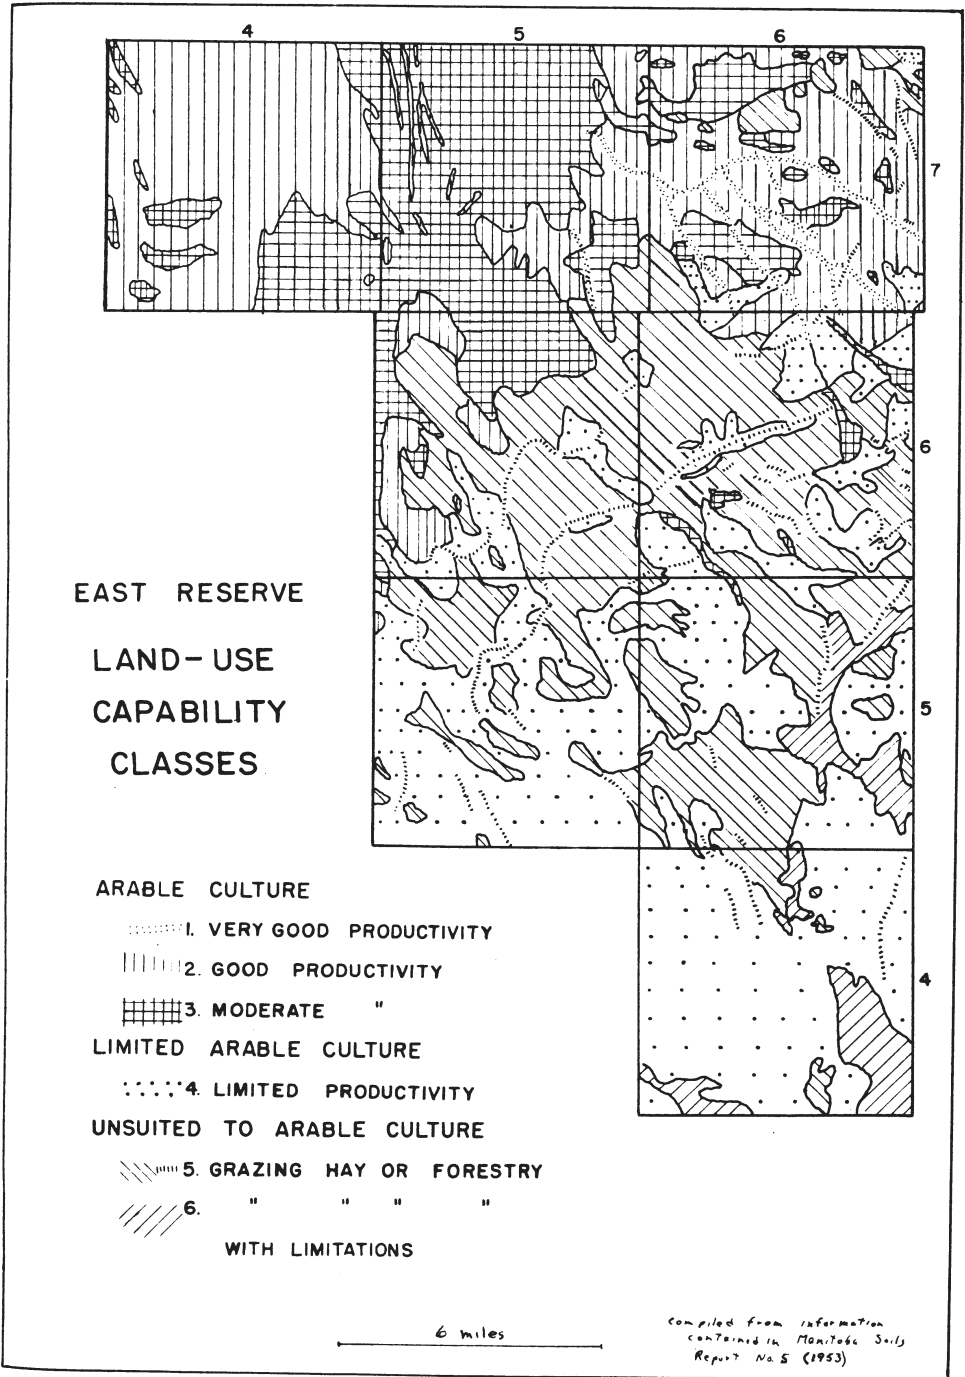 4 5 6
7
6
5
4
EAST RESERVE
LAND-USE
CAPABILITY
CLASSES
ARABLE CULTURE
1. VERY GOOD PRODUCTIVITY
2. GOOD PRODUCTIVITY
3. MODERATE "
LIMITED ARABLE CULTURE
4. LIMITED PRODUCTIVITY
UNSUITED TO ARABLE CULTURE
5. GRAZING HAY OR FORESTRY
6. " " " "
WITH LIMITATIONS
6 miles
Compiled from information
contained in Manitoba Soils
Report No. 5 (1953)